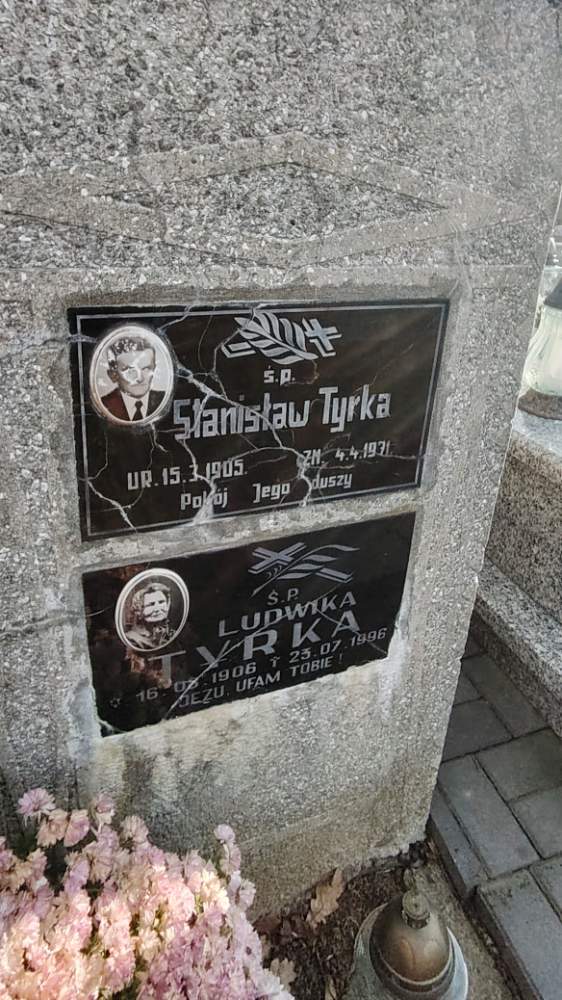 ś.p.
Stanisław Tyrka
UR. 15.3.1905. ZM 4.4.1971
Pokój Jego duszy
Ś.P.
LUDWIKA
TYRKA
16.08.1906 † 23.07.1996
JEZU, UFAM TOBIE!